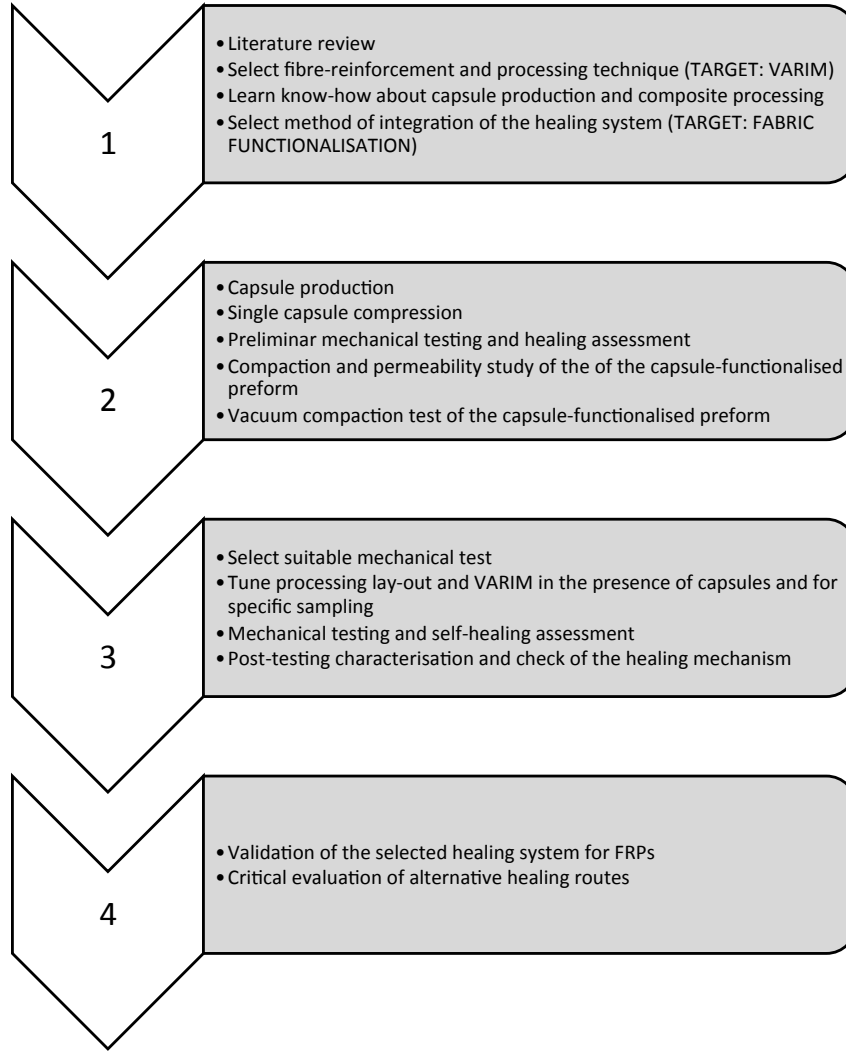 1
•Literature review
•Select fibre-reinforcement and processing technique (TARGET: VARIM)
•Learn know-how about capsule production and composite processing
•Select method of integration of the healing system (TARGET: FABRIC
FUNCTIONALISATION)
2
•Capsule production
•Single capsule compression
•Preliminar mechanical testing and healing assessment
•Compaction and permeability study of the of the capsule-functionalised
preform
•Vacuum compaction test of the capsule-functionalised preform
3
•Select suitable mechanical test
•Tune processing lay-out and VARIM in the presence of capsules and for
specific sampling
•Mechanical testing and self-healing assessment
•Post-testing characterisation and check of the healing mechanism
4
•Validation of the selected healing system for FRPs
•Critical evaluation of alternative healing routes